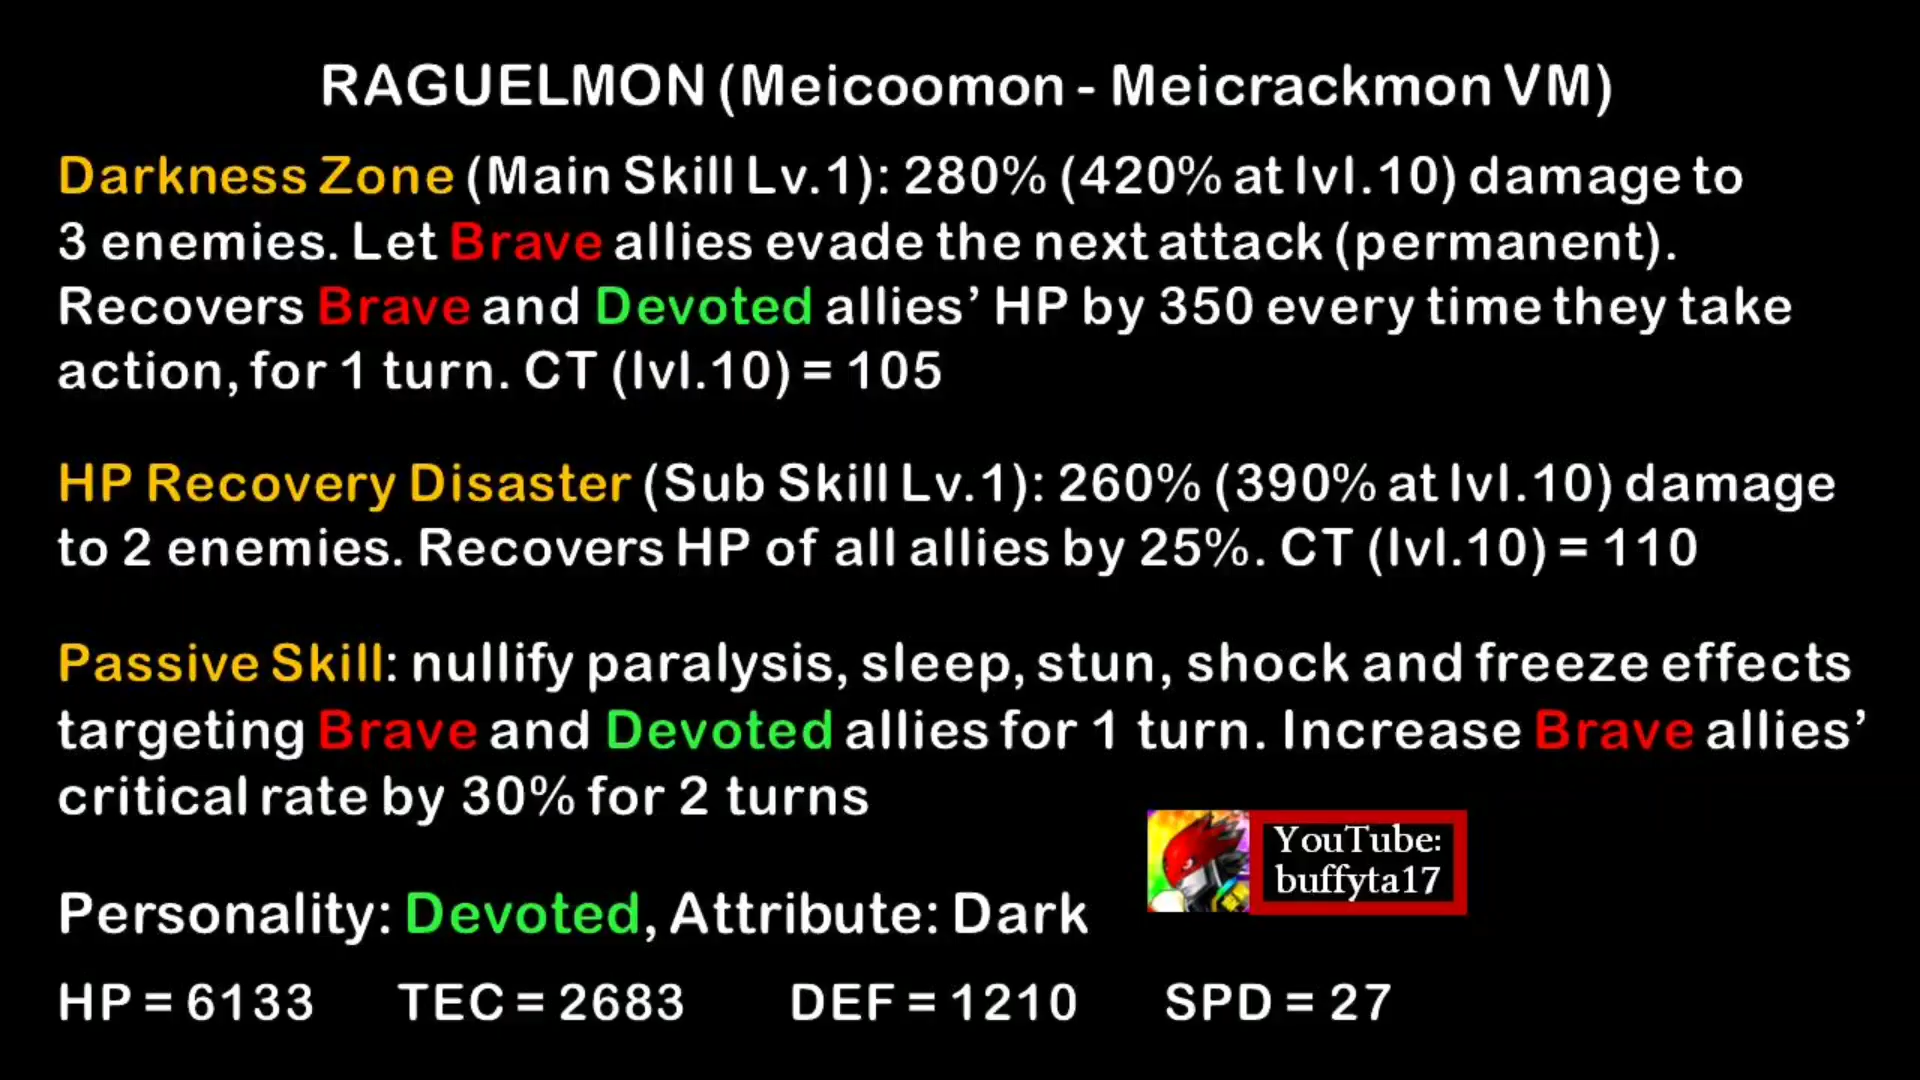 RAGUELMON (Meicoomon - Meicrackmon VM)
Darkness Zone (Main Skill Lv.1): 280% (420% at lvl.10) damage to
3 enemies. Let Brave allies evade the next attack (permanent).
Recovers Brave and Devoted allies’ HP by 350 every time they take
action, for 1 turn. CT (lvl.10) = 105
HP Recovery Disaster (Sub Skill Lv.1): 260% (390% at lvl.10) damage
to 2 enemies. Recovers HP of all allies by 25%. CT (lvl.10) = 110
Passive Skill: nullify paralysis, sleep, stun, shock and freeze effects
targeting Brave and Devoted allies for 1 turn. Increase Brave allies’
critical rate by 30% for 2 turns
YouTube:
buffyta17
Personality: Devoted, Attribute: Dark
HP = 6133 TEC = 2683 DEF = 1210 SPD = 27